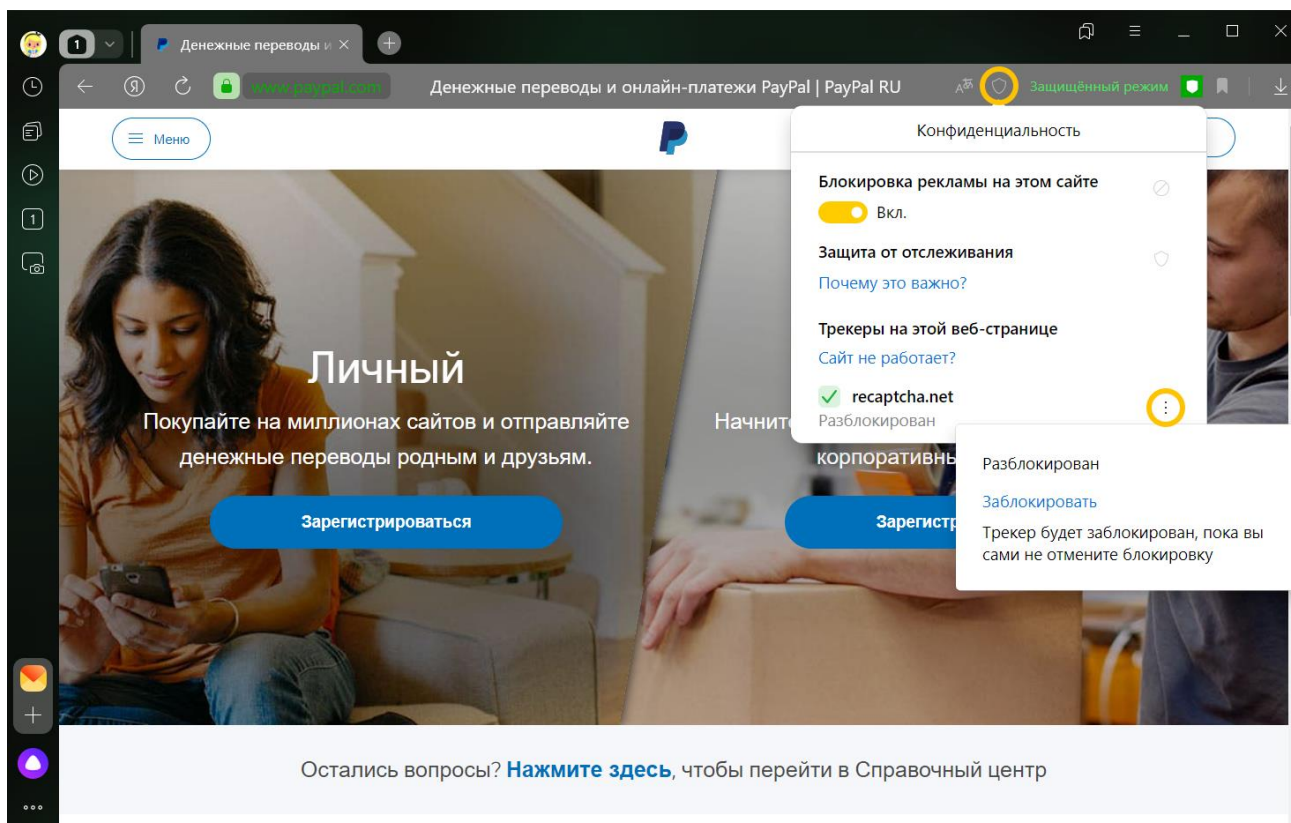 1
Денежные переводы и
www.paypal.com
Денежные переводы и онлайн-платежи PayPal | PayPal RU
Защищённый режим
Меню
1
Конфиденциальность
Блокировка рекламы на этом сайте
Вкл.
Защита от отслеживания
Почему это важно?
Трекеры на этой веб-странице
Сайт не работает?
recaptcha.net
Разблокирован
Разблокирован
Заблокировать
Трекер будет заблокирован, пока вы
сами не отмените блокировку
Личный
Покупайте на миллионах сайтов и отправляйте
денежные переводы родным и друзьям.
Зарегистрироваться
Остались вопросы? Нажмите здесь, чтобы перейти в Справочный центр